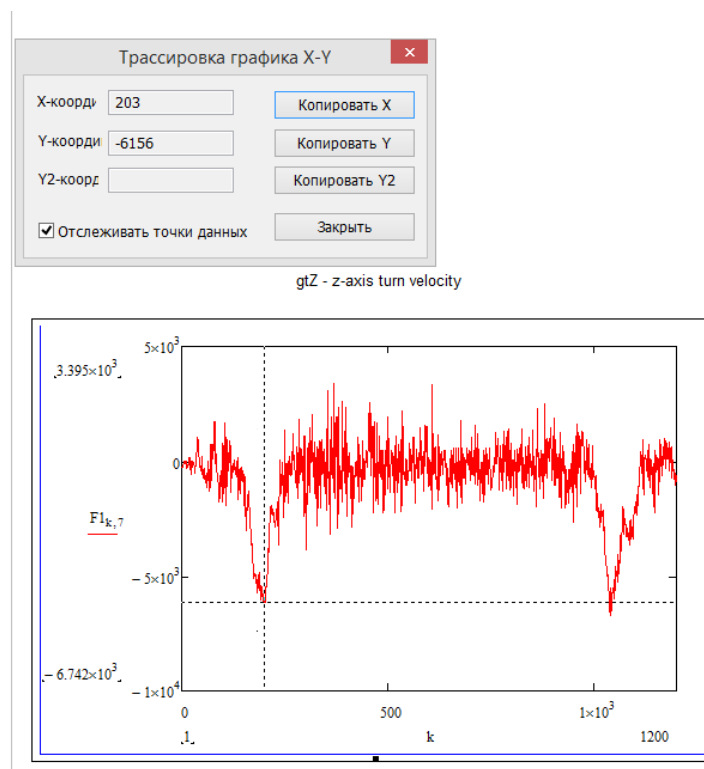 Трассировка графика X-Y
X-коорди 203 Копировать X
Y-коорди -6156 Копировать Y
Y2-коорд Копировать Y2
Отслеживать точки данных Закрыть
gtZ - z-axis turn velocity
5×10³
3.395×10³
0
F1k,7
−5×10³
−6.742×10³
−1×10⁴
0 500 1×10³
1 k 1200